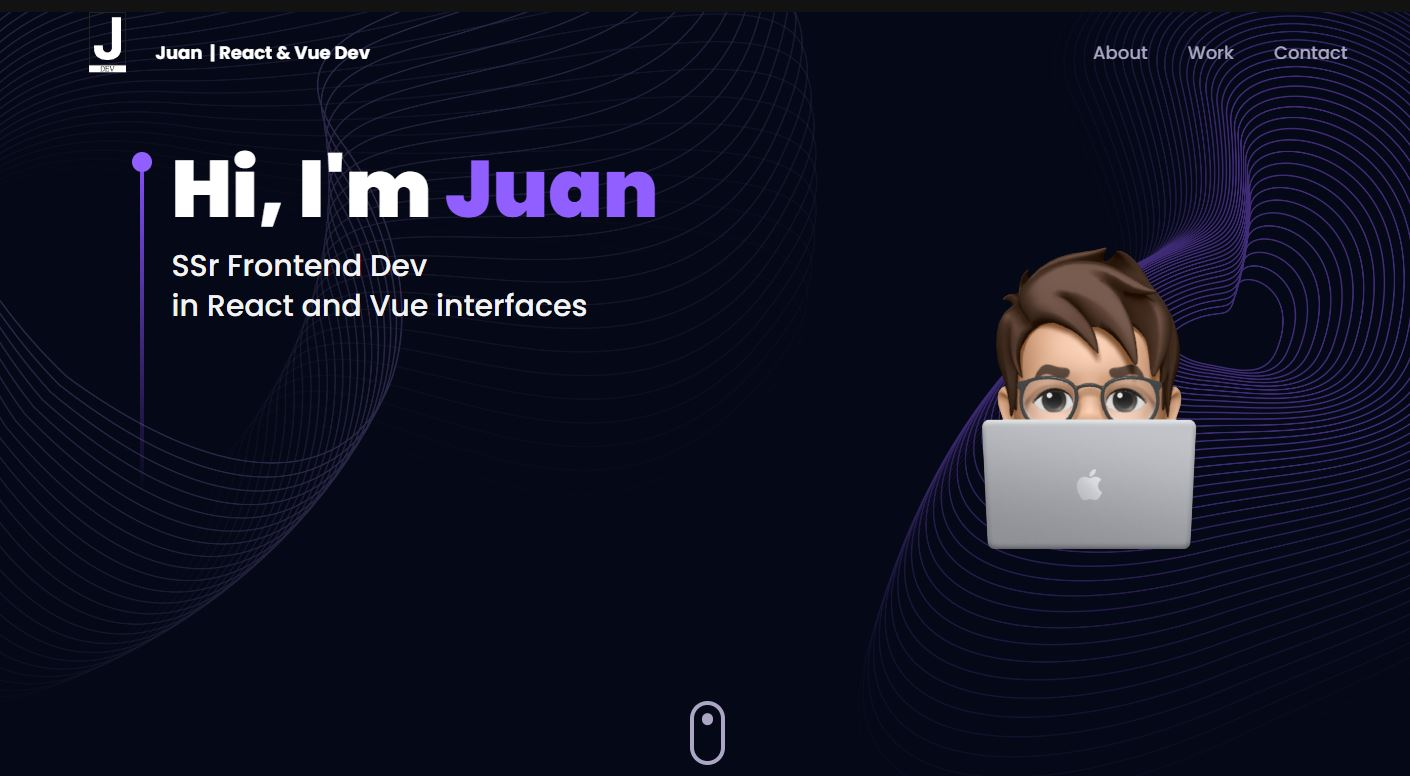 J
DEV
Juan | React & Vue Dev
About
Work
Contact
Hi, I'm Juan
SSr Frontend Dev
in React and Vue interfaces